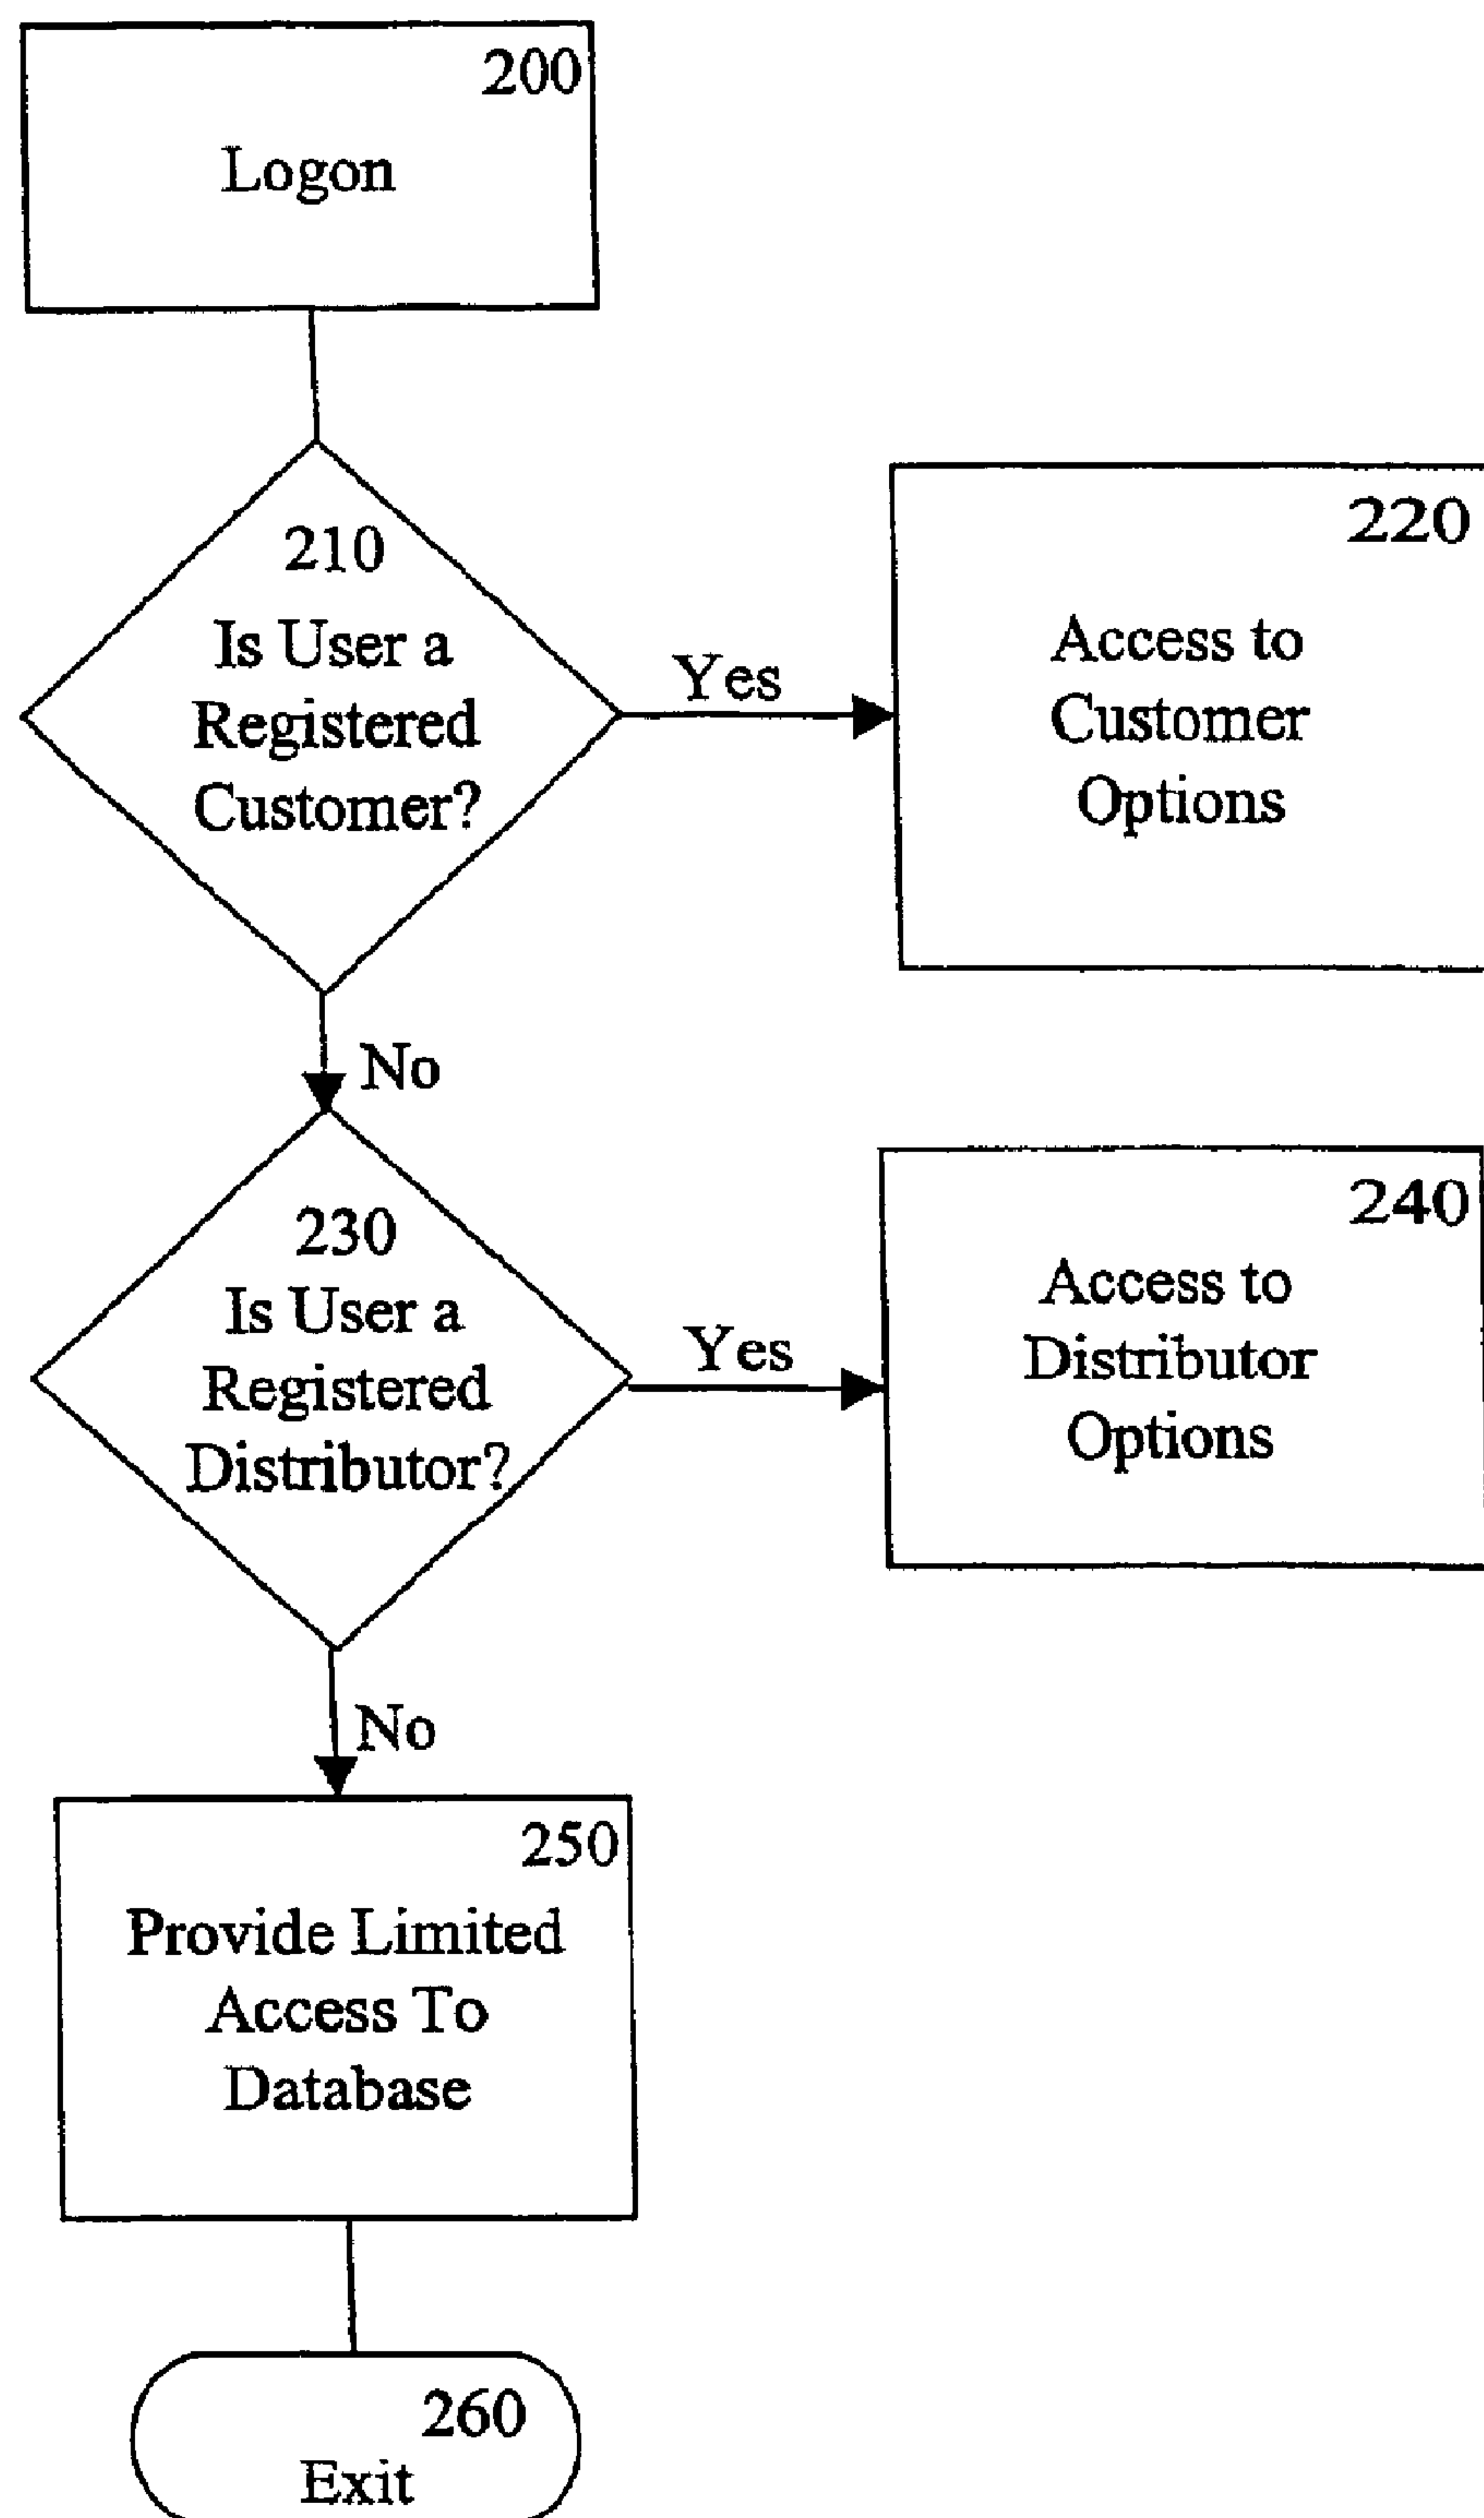 200
Logon
210
Is User a
Registered
Customer?
Yes
220
Access to
Customer
Options
No
230
Is User a
Registered
Distributor?
Yes
240
Access to
Distributor
Options
No
250
Provide Limited
Access To
Database
260
Exit